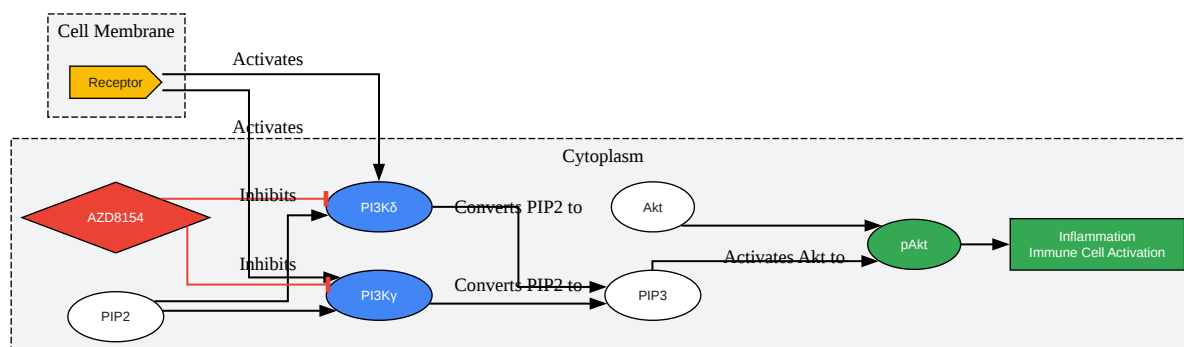 Cell Membrane
Receptor
Activates
Activates
Cytoplasm
AZD8154
Inhibits
PI3Kδ
Converts PIP2 to
Akt
pAkt
Inflammation
Immune Cell Activation
Inhibits
Activates Akt to
PIP2
PI3Kγ
Converts PIP2 to
PIP3